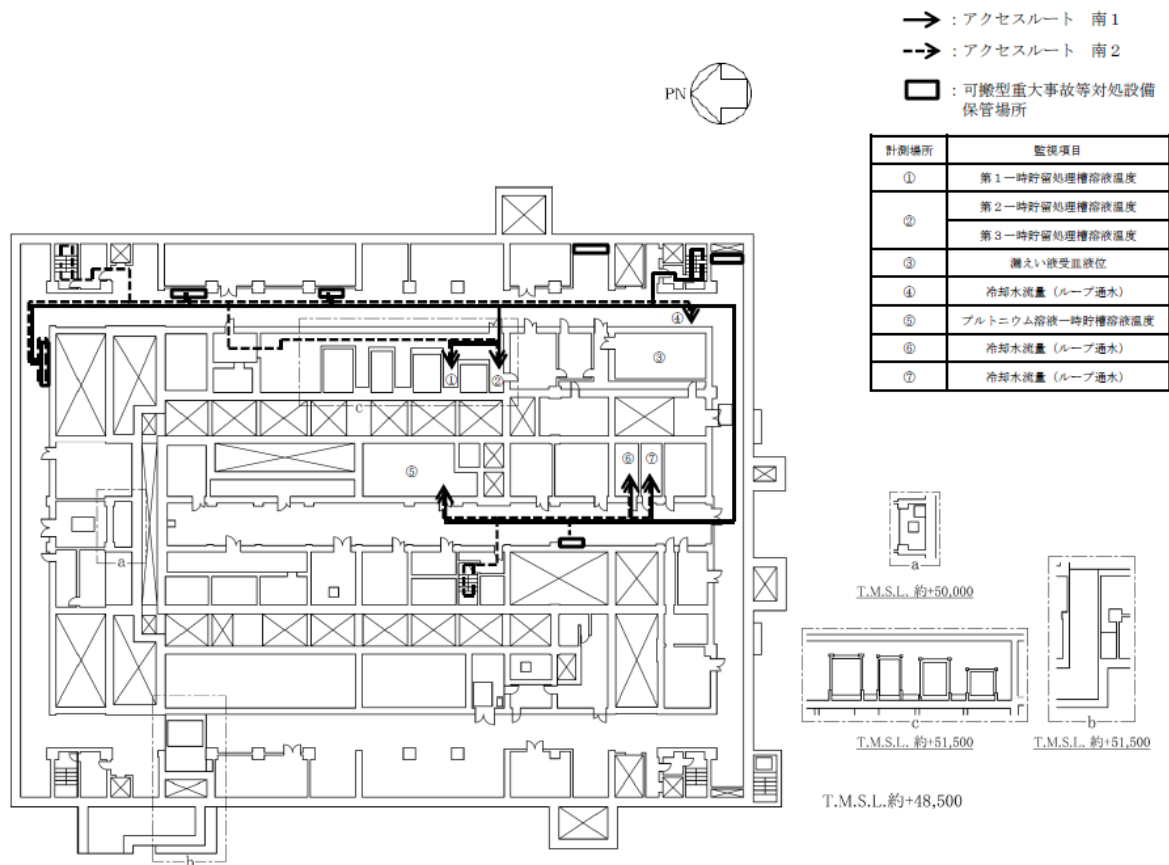 ：アクセスルート　南１
：アクセスルート　南２
：可搬型重大事故等対処設備
保管場所
PN
計測場所　監視項目
①　第１一時貯留処理槽溶液温度
②　第２一時貯留処理槽溶液温度
第３一時貯留処理槽溶液温度
③　漏えい液受皿液位
④　冷却水流量（ループ通水）
⑤　プルトニウム溶液一時貯槽溶液温度
⑥　冷却水流量（ループ通水）
⑦　冷却水流量（ループ通水）
④
③
①
②
c
⑤
⑥
⑦
a
b
a
T.M.S.L. 約+50,000
c
T.M.S.L. 約+51,500
b
T.M.S.L. 約+51,500
T.M.S.L.約+48,500